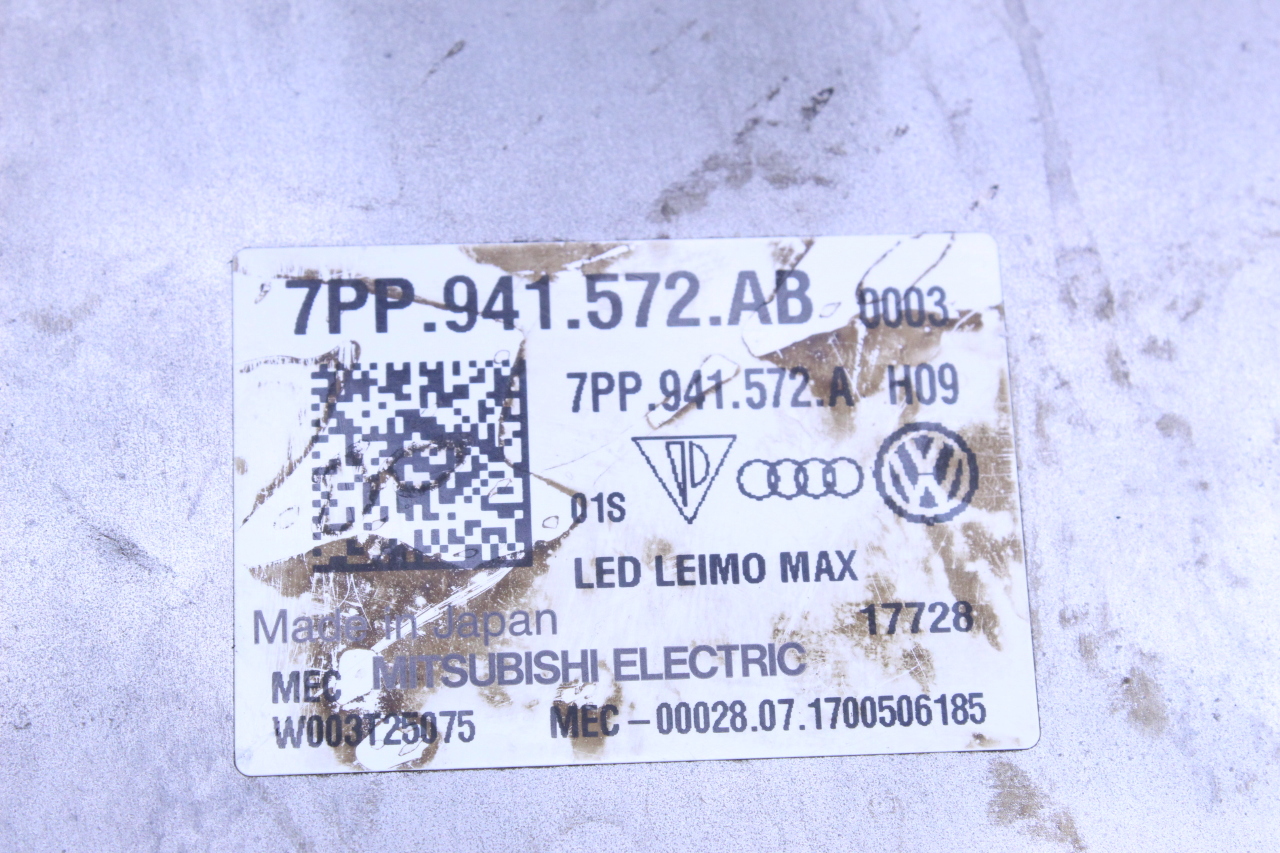 7PP.941.572.AB 0003
7PP.941.572.A H09
01S
LED LEIMO MAX
Made in Japan 17728
MEC MITSUBISHI ELECTRIC
W003T25075 MEC-00028.07.1700506185